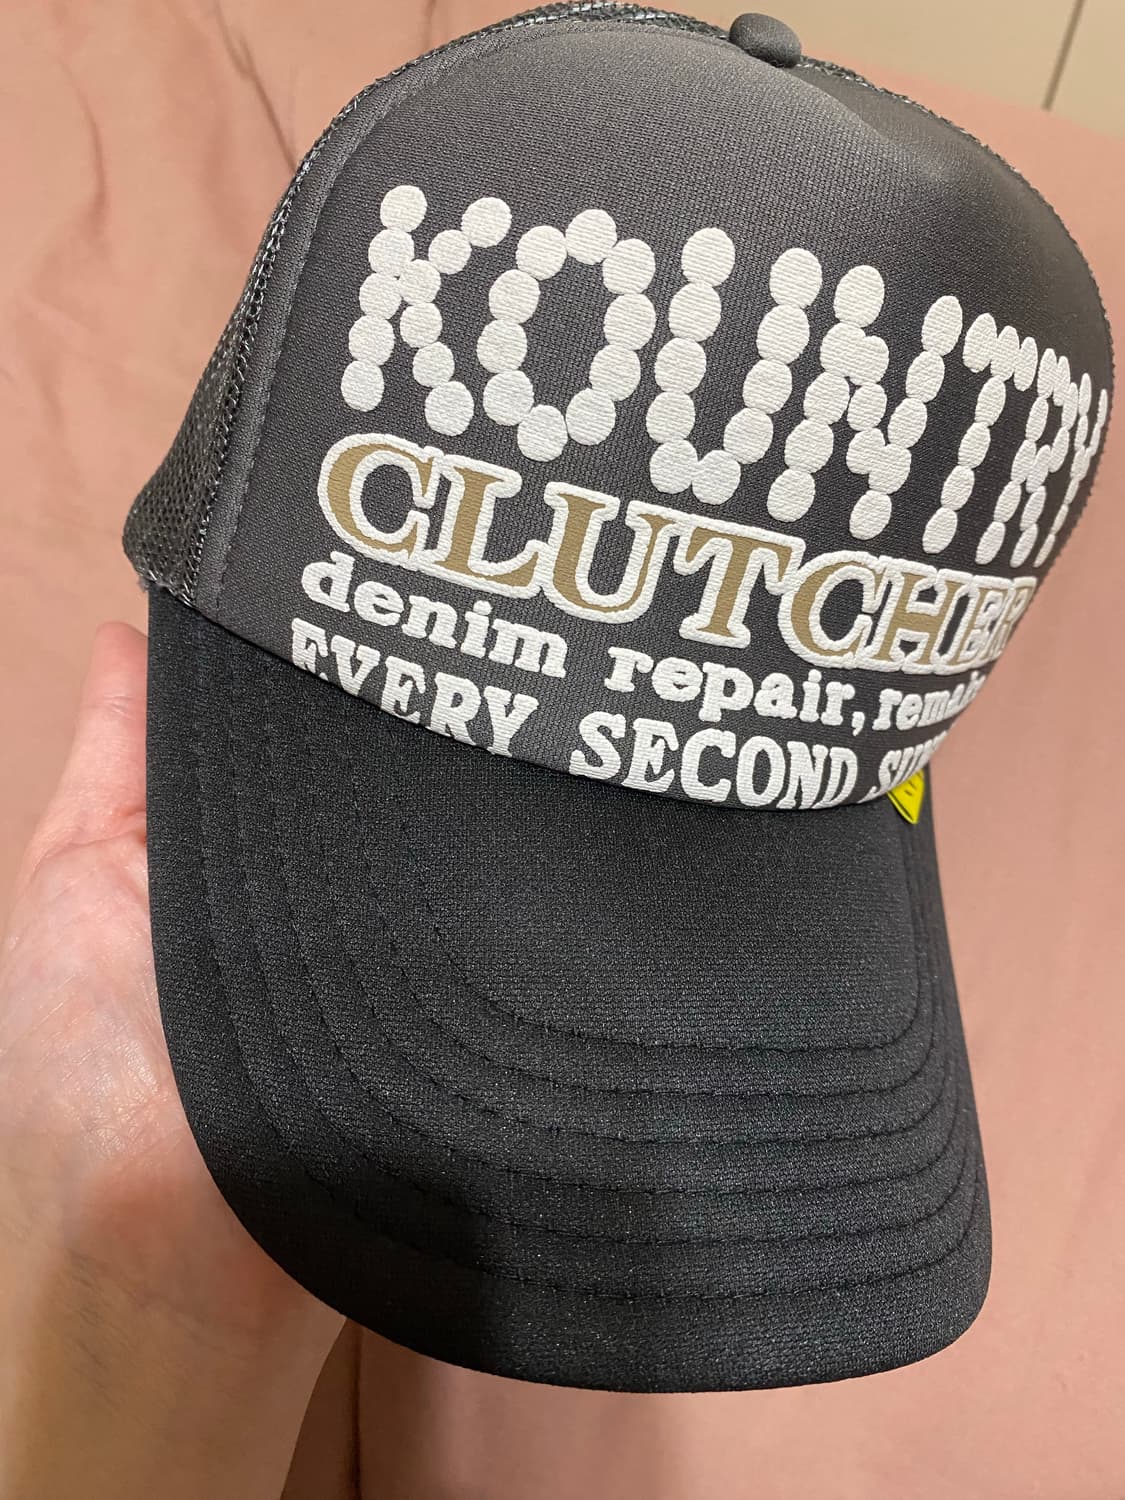 KOUNTRY
CLUTCHER
denim repair,
EVERY SECOND